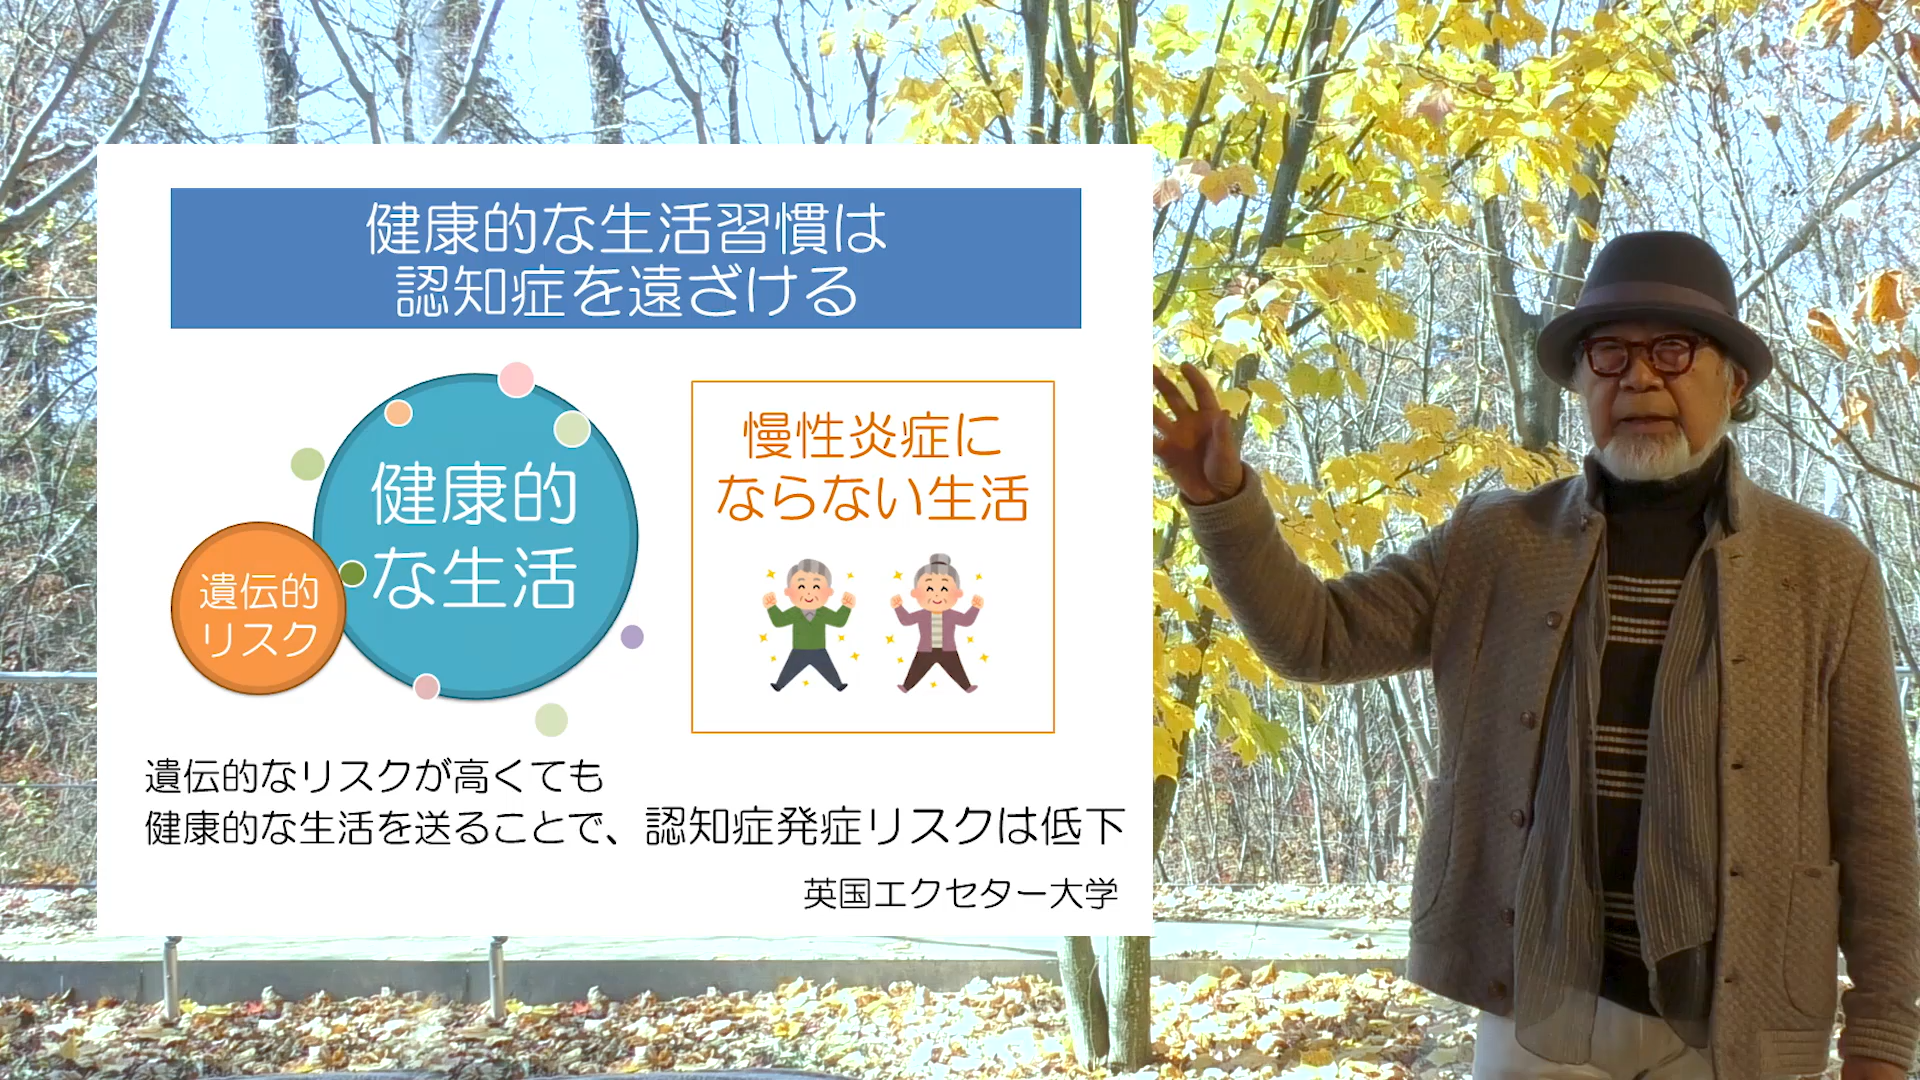 健康的な生活習慣は
認知症を遠ざける
健康的
な生活
遺伝的
リスク
慢性炎症に
ならない生活
遺伝的なリスクが高くても
健康的な生活を送ることで、認知症発症リスクは低下
英国エクセター大学